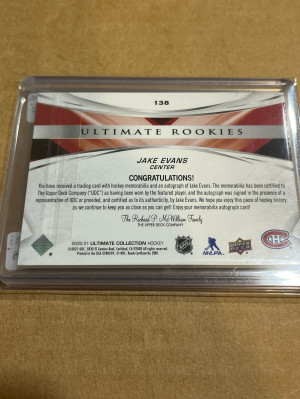 138
ULTIMATE ROOKIES
JAKE EVANS
CENTER
CONGRATULATIONS!
You have received a trading card with hockey memorabilia and an autograph of Jake Evans. The memorabilia has been certified to
The Upper Deck Company ("UDC") as having been worn by the featured player, and the autograph was signed in the presence of a
representative of UDC or provided, and certified as to its authenticity, by Jake Evans. We hope you enjoy this piece of hockey history,
as we continue to keep you as close as you can get! Enjoy your memorabilia autograph card!
The Richard P. McWilliam Family
THE UPPER DECK COMPANY
2020-21 ULTIMATE COLLECTION HOCKEY
NHL
NHLPA
UPPER DECK